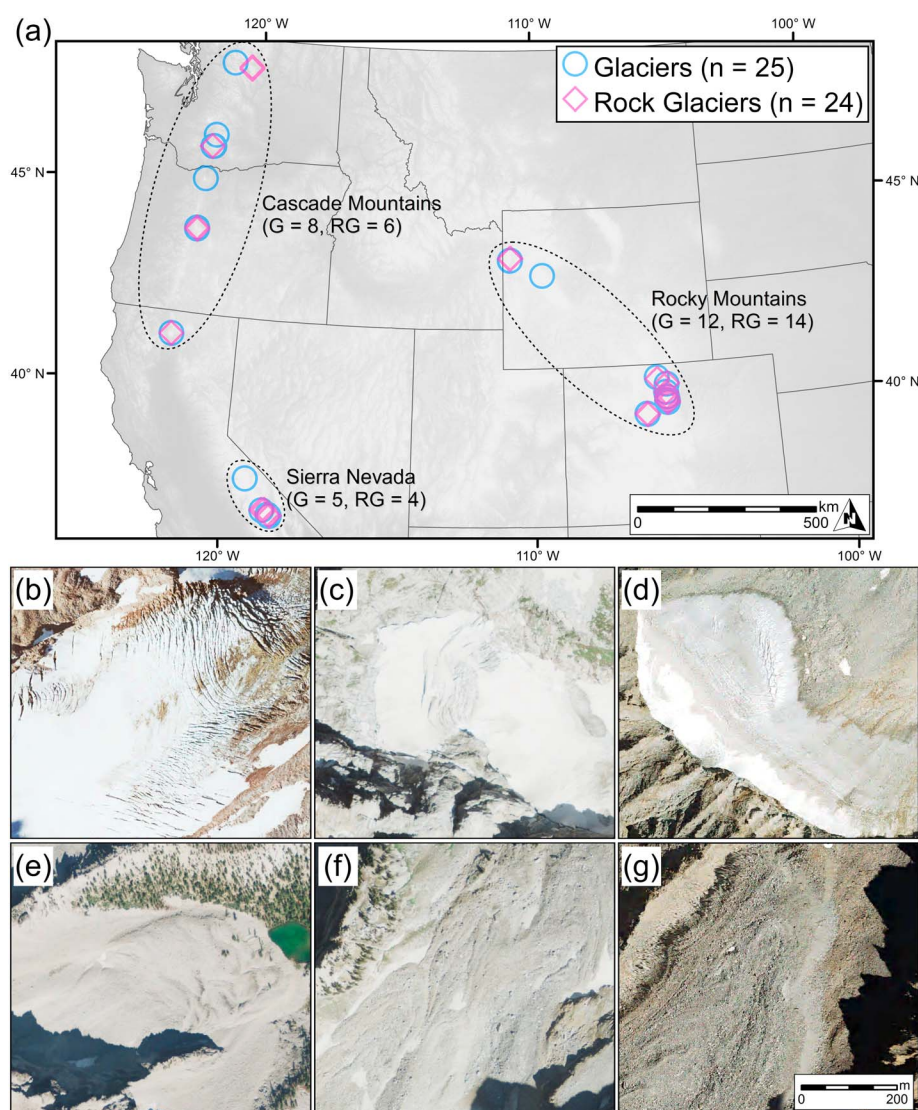 (a)
120° W
110° W
100° W
Glaciers (n = 25)
Rock Glaciers (n = 24)
45° N
45° N
Cascade Mountains
(G = 8, RG = 6)
Rocky Mountains
(G = 12, RG = 14)
40° N
40° N
Sierra Nevada
(G = 5, RG = 4)
km
0
500
N
120° W
110° W
100° W
(b)
(c)
(d)
(e)
(f)
(g)
m
0
200